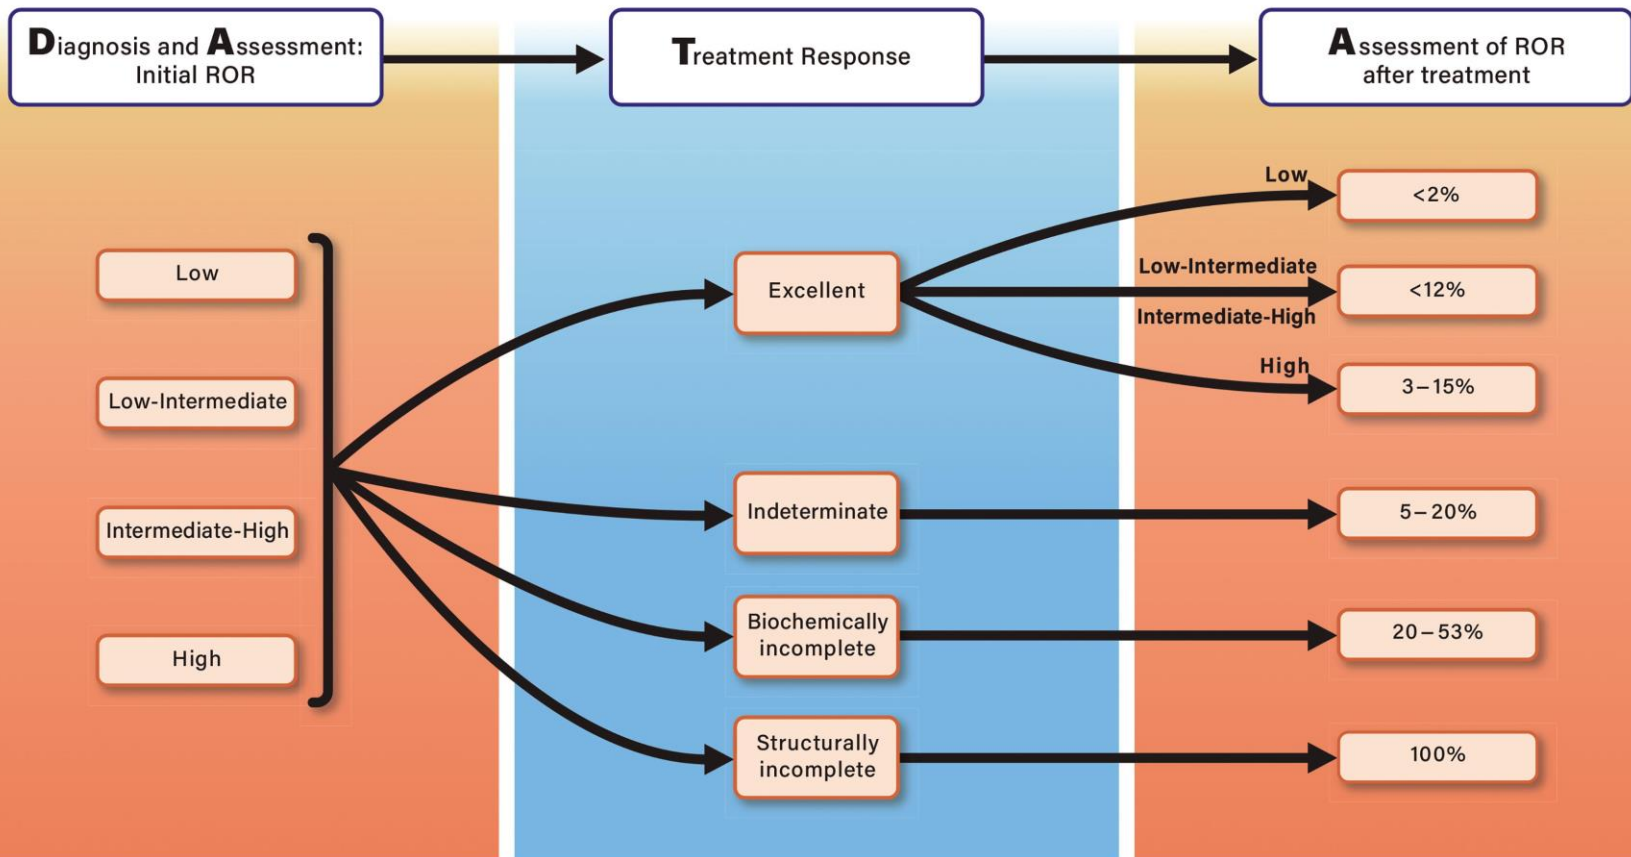 Diagnosis and Assessment:
Initial ROR
Treatment Response
Assessment of ROR
after treatment
Low
Low-Intermediate
Intermediate-High
High
Excellent
Indeterminate
Biochemically
incomplete
Structurally
incomplete
Low
<2%
Low-Intermediate
<12%
Intermediate-High
High
3–15%
5–20%
20–53%
100%